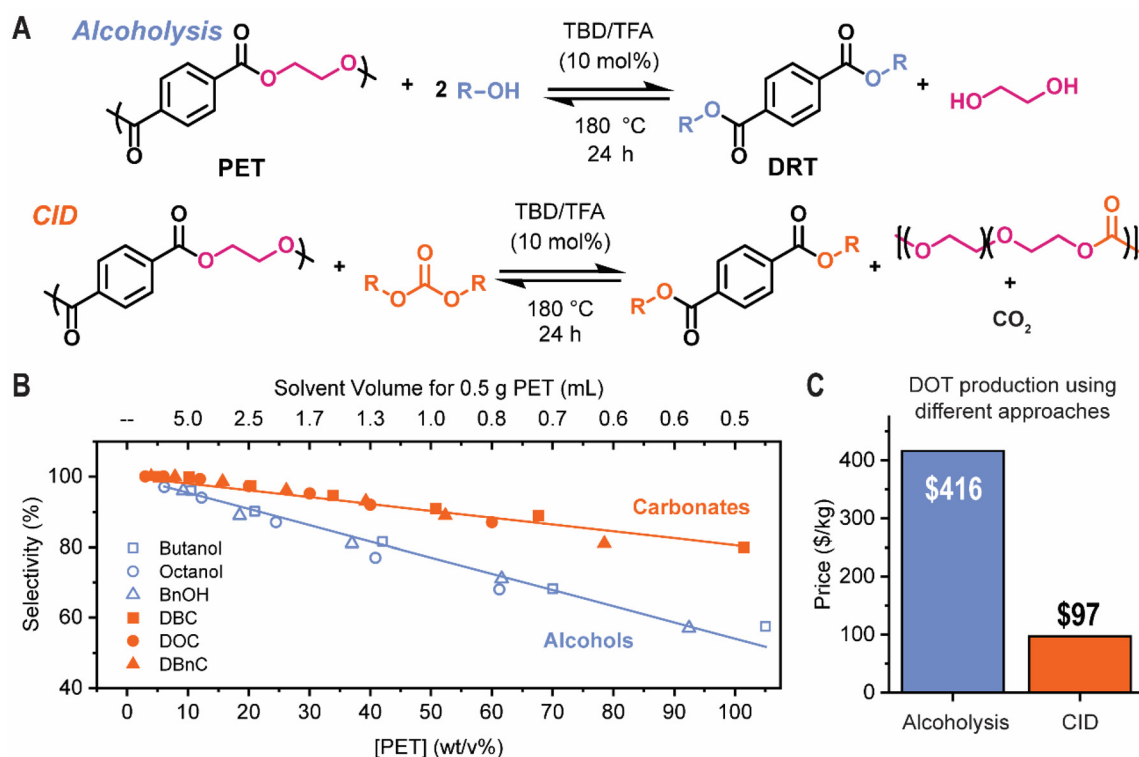 A
Alcoholysis
O
O
O
O
PET
+
2 R–OH
TBD/TFA
(10 mol%)
180 °C
24 h
O
O
R
R
O
O
DRT
+
HO
OH
CID
O
O
O
O
+
O
R
O
O
R
TBD/TFA
(10 mol%)
180 °C
24 h
O
O
R
R
O
O
+
O
O
O
O
+
CO2
B
Solvent Volume for 0.5 g PET (mL)
-- 5.0 2.5 1.7 1.3 1.0 0.8 0.7 0.6 0.6 0.5
Selectivity (%)
100
80
60
40
Carbonates
Alcohols
Butanol
Octanol
BnOH
DBC
DOC
DBnC
0 10 20 30 40 50 60 70 80 90 100
[PET] (wt/v%)
C
DOT production using
different approaches
Price ($/kg)
400
300
200
100
0
$416
$97
Alcoholysis CID